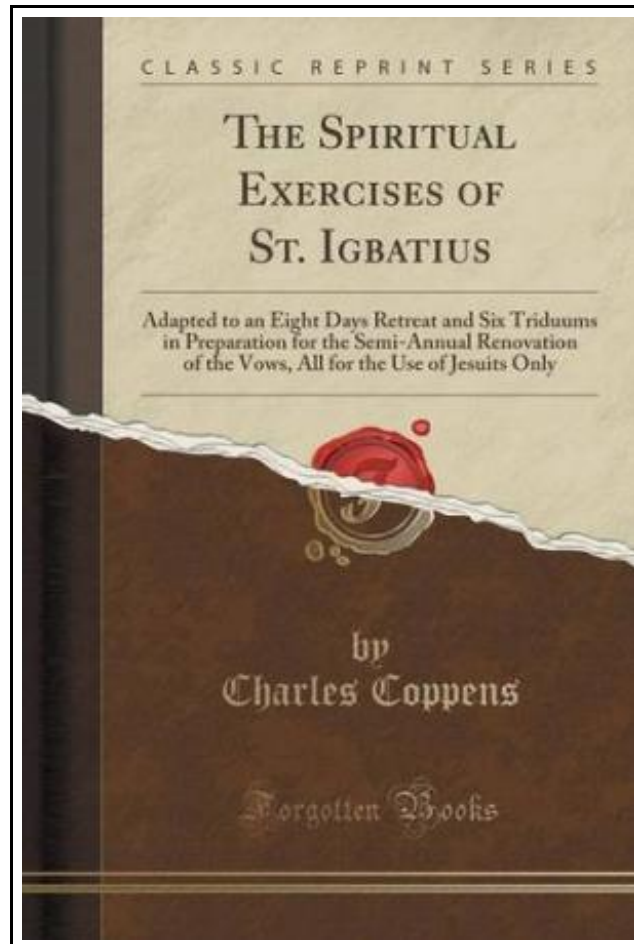 CLASSIC REPRINT SERIES
THE SPIRITUAL
EXERCISES OF
ST. IGBATIUS
Adapted to an Eight Days Retreat and Six Triduums
in Preparation for the Semi-Annual Renovation
of the Vows, All for the Use of Jesuits Only
by
Charles Coppens
Forgotten Books